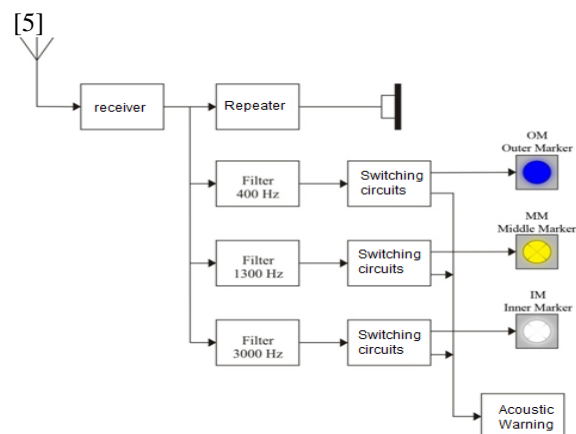 [5]
receiver
Repeater
OM
Outer Marker
Filter
400 Hz
Switching
circuits
MM
Middle Marker
Filter
1300 Hz
Switching
circuits
IM
Inner Marker
Filter
3000 Hz
Switching
circuits
Acoustic
Warning